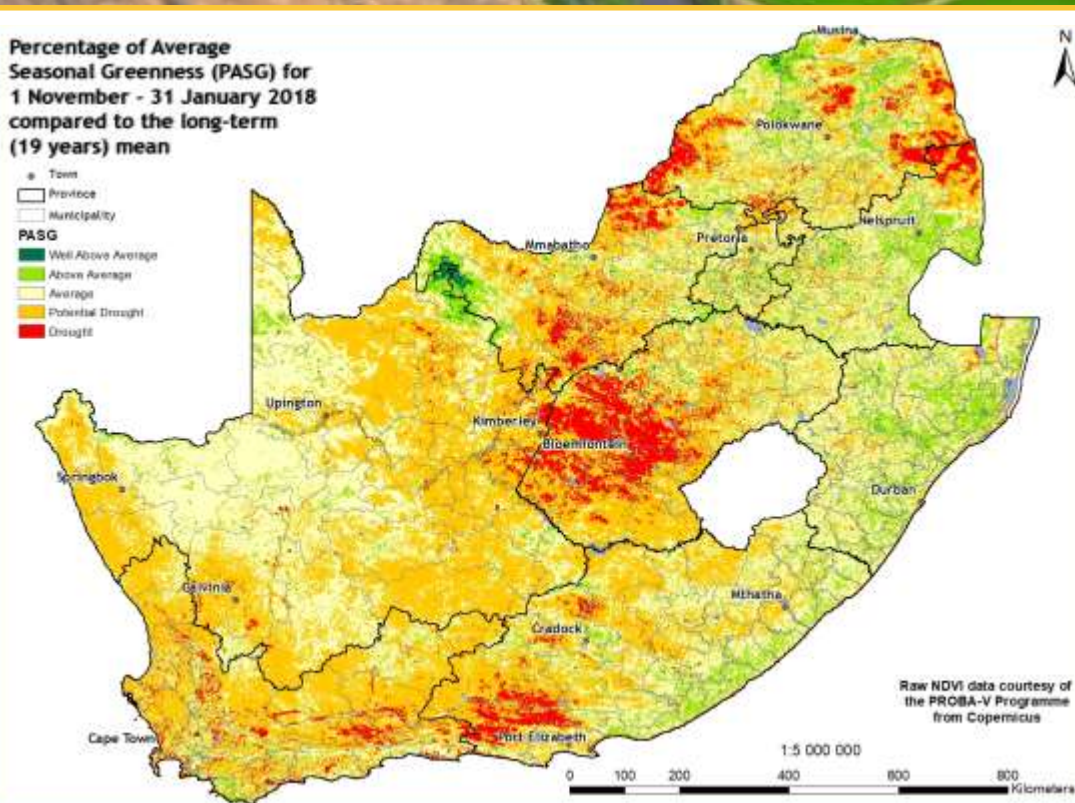 Percentage of Average
Seasonal Greenness (PASG) for
1 November - 31 January 2018
compared to the long-term
(19 years) mean
Town
Province
Municipality
PASG
Well Above Average
Above Average
Average
Potential Drought
Drought
Musina
N
Polokwane
Nelspruit
Pretoria
Mmabatho
Upington
Kimberley
Bloemfontein
Springbok
Durban
Calvinia
Mthatha
Cradock
Raw NDVI data courtesy of
the PROBA-V Programme
from Copernicus
Cape Town
Port Elizabeth
1:5 000 000
0 100 200 400 600 800
Kilometers